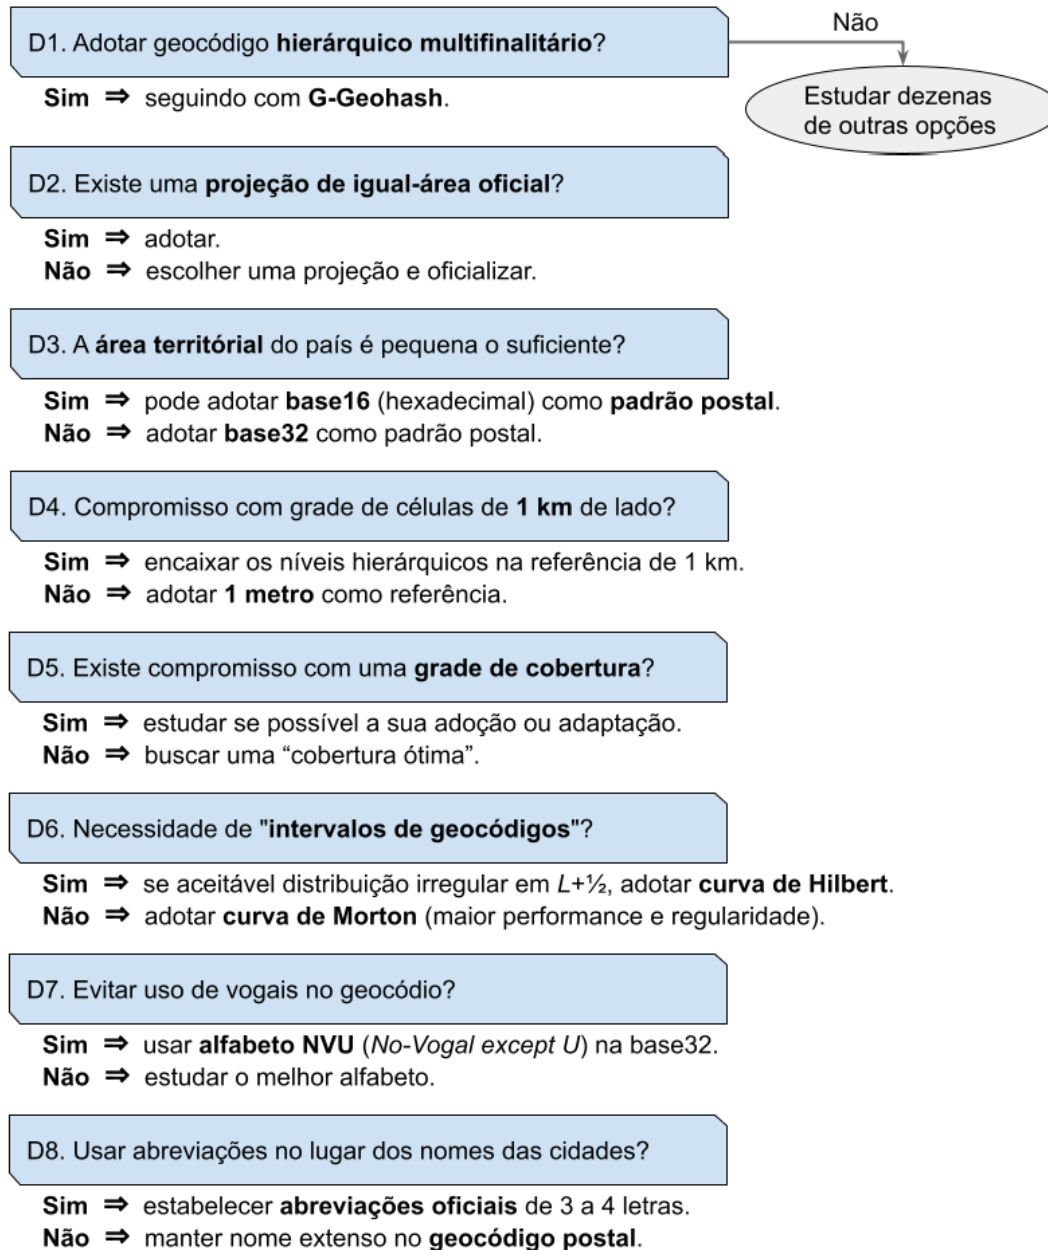 D1. Adotar geocódigo hierárquico multifinalitário?
Não
Sim ⇒ seguindo com G-Geohash.
Estudar dezenas
de outras opções
D2. Existe uma projeção de igual-área oficial?
Sim ⇒ adotar.
Não ⇒ escolher uma projeção e oficializar.
D3. A área territórial do país é pequena o suficiente?
Sim ⇒ pode adotar base16 (hexadecimal) como padrão postal.
Não ⇒ adotar base32 como padrão postal.
D4. Compromisso com grade de células de 1 km de lado?
Sim ⇒ encaixar os níveis hierárquicos na referência de 1 km.
Não ⇒ adotar 1 metro como referência.
D5. Existe compromisso com uma grade de cobertura?
Sim ⇒ estudar se possível a sua adoção ou adaptação.
Não ⇒ buscar uma “cobertura ótima”.
D6. Necessidade de "intervalos de geocódigos"?
Sim ⇒ se aceitável distribuição irregular em L+½, adotar curva de Hilbert.
Não ⇒ adotar curva de Morton (maior performance e regularidade).
D7. Evitar uso de vogais no geocódio?
Sim ⇒ usar alfabeto NVU (No-Vogal except U) na base32.
Não ⇒ estudar o melhor alfabeto.
D8. Usar abreviações no lugar dos nomes das cidades?
Sim ⇒ estabelecer abreviações oficiais de 3 a 4 letras.
Não ⇒ manter nome extenso no geocódigo postal.